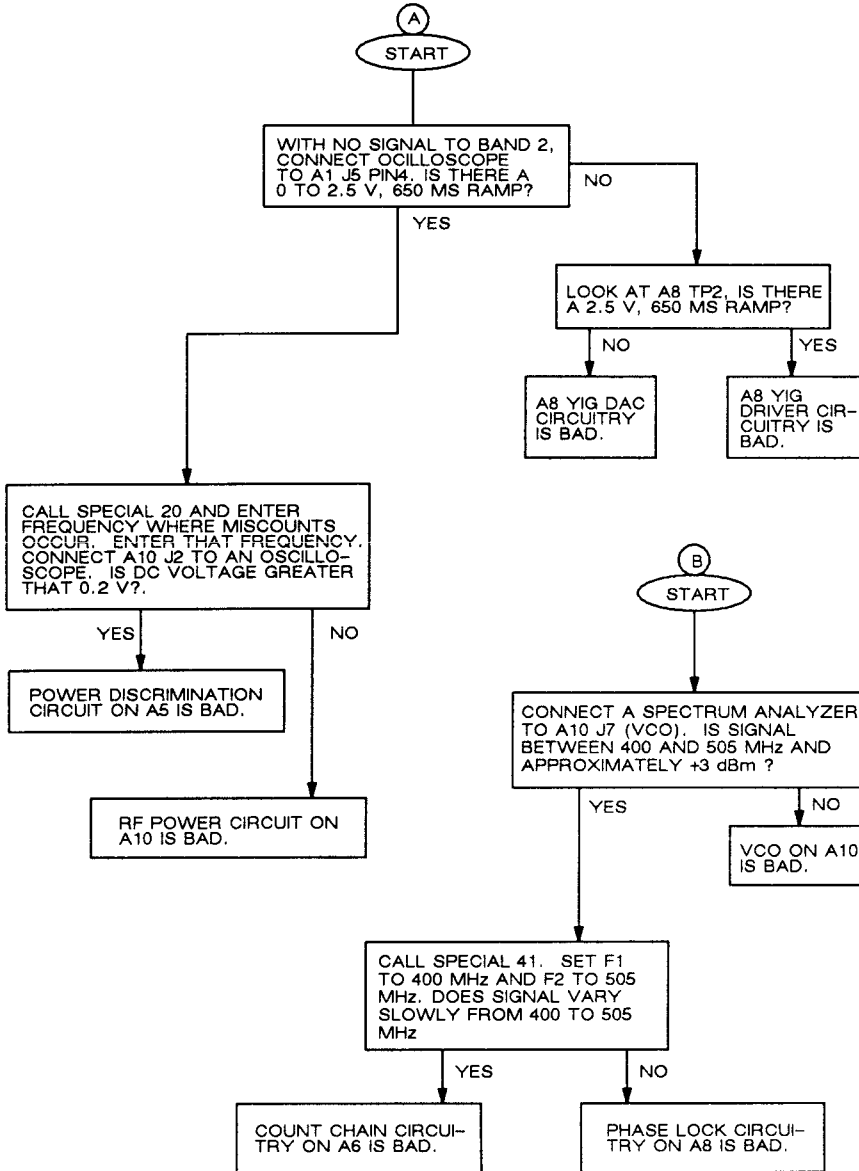 A
START
WITH NO SIGNAL TO BAND 2,
CONNECT OCILLOSCOPE
TO A1 J5 PIN4. IS THERE A
0 TO 2.5 V, 650 MS RAMP?
NO
YES
LOOK AT A8 TP2, IS THERE
A 2.5 V, 650 MS RAMP?
NO
YES
A8 YIG DAC
CIRCUITRY
IS BAD.
A8 YIG
DRIVER CIR-
CUITRY IS
BAD.
CALL SPECIAL 20 AND ENTER
FREQUENCY WHERE MISCOUNTS
OCCUR. ENTER THAT FREQUENCY.
CONNECT A10 J2 TO AN OSCILLO-
SCOPE. IS DC VOLTAGE GREATER
THAT 0.2 V?.
YES
NO
POWER DISCRIMINATION
CIRCUIT ON A5 IS BAD.
RF POWER CIRCUIT ON
A10 IS BAD.
B
START
CONNECT A SPECTRUM ANALYZER
TO A10 J7 (VCO). IS SIGNAL
BETWEEN 400 AND 505 MHz AND
APPROXIMATELY +3 dBm ?
YES
NO
VCO ON A10
IS BAD.
CALL SPECIAL 41. SET F1
TO 400 MHz AND F2 TO 505
MHz. DOES SIGNAL VARY
SLOWLY FROM 400 TO 505
MHz
YES
NO
COUNT CHAIN CIRCUI-
TRY ON A6 IS BAD.
PHASE LOCK CIRCUI-
TRY ON A8 IS BAD.